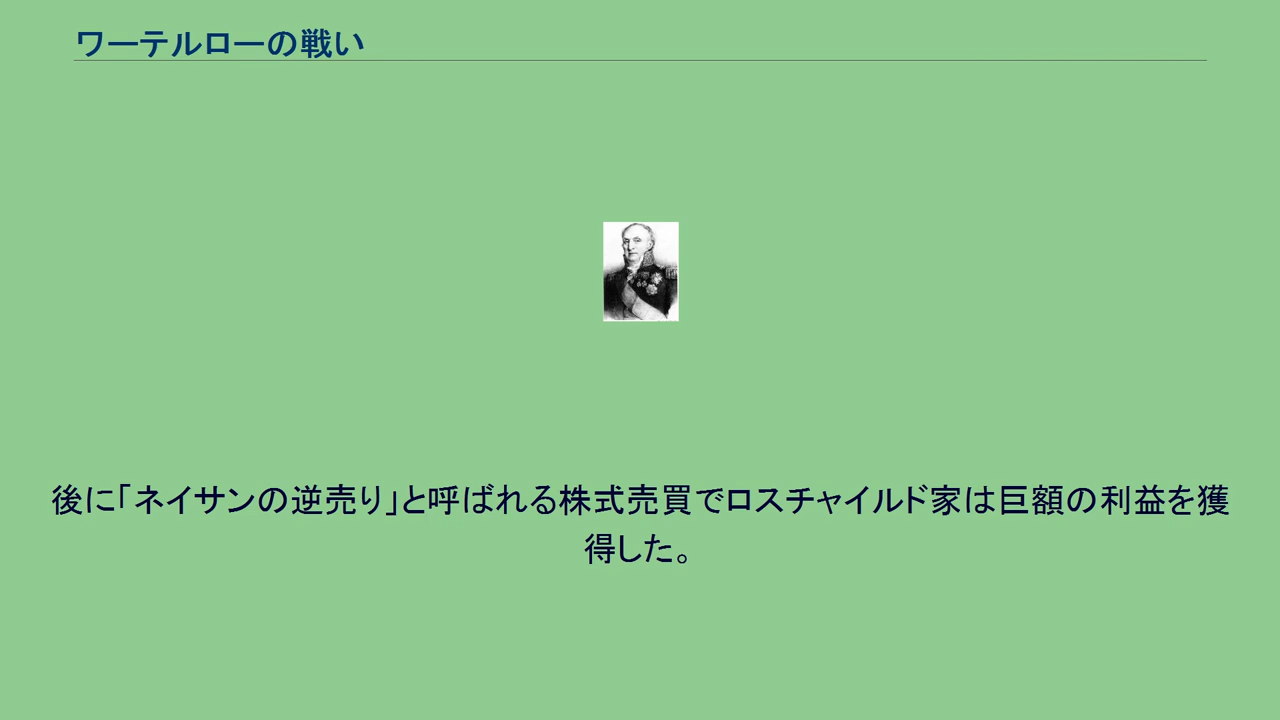 ワーテルローの戦い
後に「ネイサンの逆売り」と呼ばれる株式売買でロスチャイルド家は巨額の利益を獲
得した。